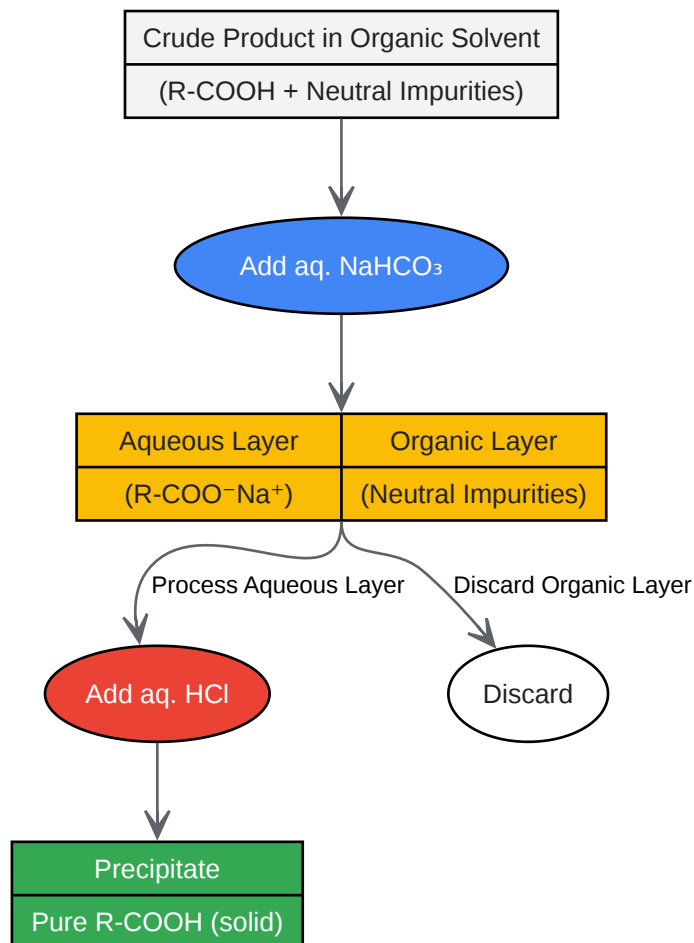 Crude Product in Organic Solvent
(R-COOH + Neutral Impurities)
Add aq. NaHCO₃
Aqueous Layer
Organic Layer
(R-COO⁻Na⁺)
(Neutral Impurities)
Process Aqueous Layer
Discard Organic Layer
Add aq. HCl
Discard
Precipitate
Pure R-COOH (solid)